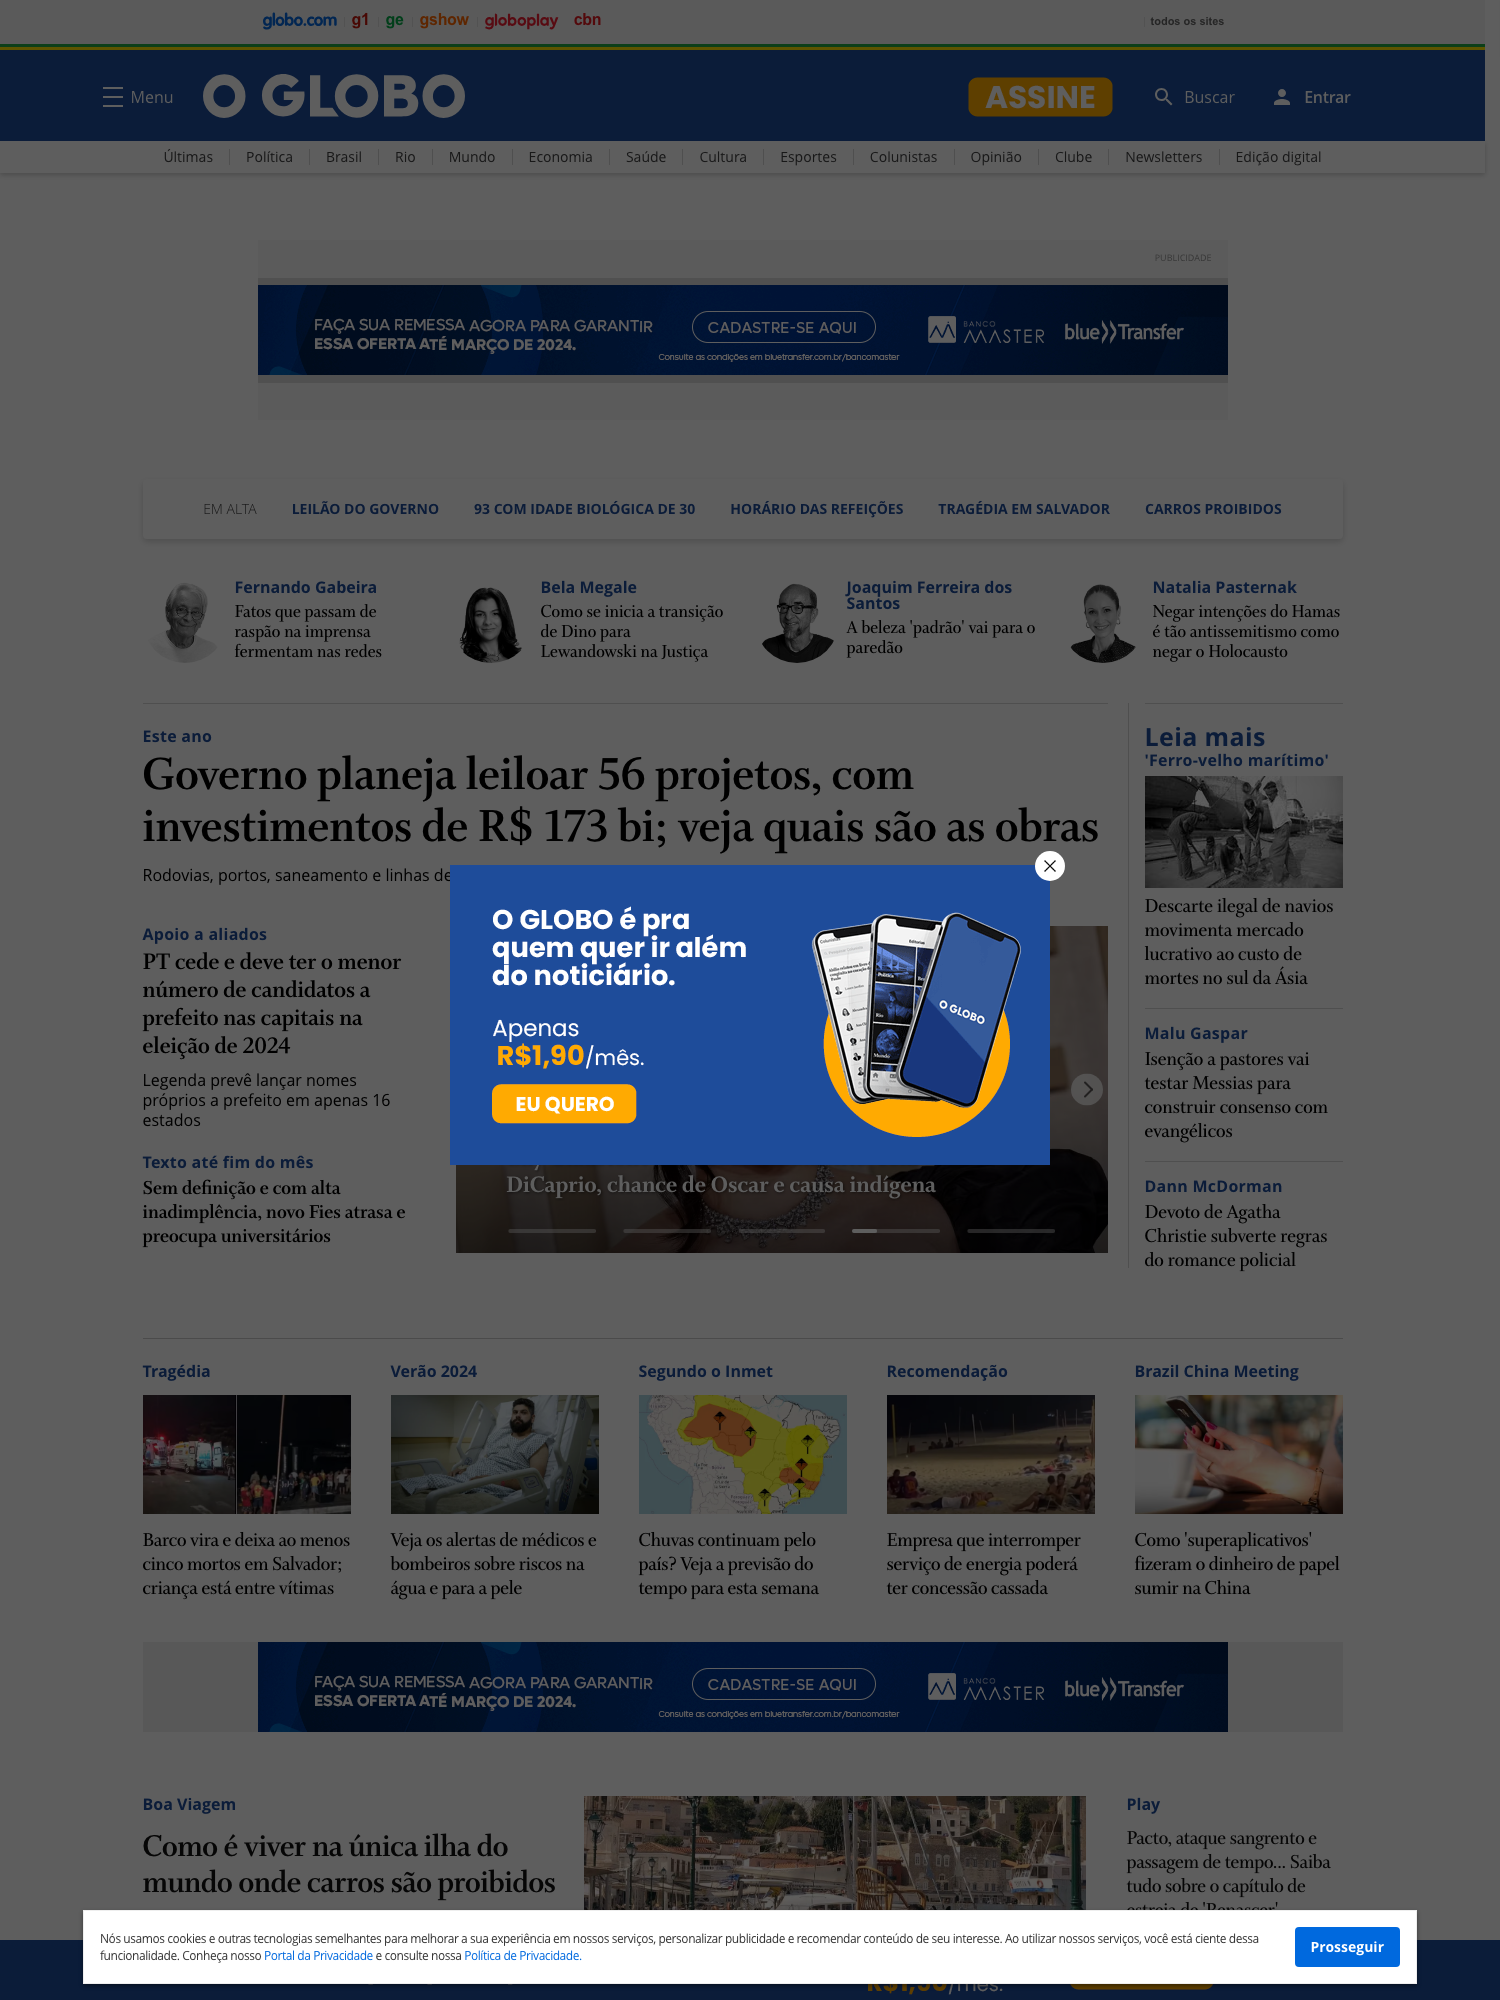 globo.com
g1
ge
gshow
globoplay
cbn
todos os sites
Menu
O GLOBO
ASSINE
Buscar
Entrar
Últimas
Política
Brasil
Rio
Mundo
Economia
Saúde
Cultura
Esportes
Colunistas
Opinião
Clube
Newsletters
Edição digital
PUBLICIDADE
FAÇA SUA REMESSA AGORA PARA GARANTIR
ESSA OFERTA ATÉ MARÇO DE 2024.
CADASTRE-SE AQUI
Consulte as condições em bluetransfer.com.br/bancomaster
BANCO
MASTER
blue Transfer
EM ALTA
LEILÃO DO GOVERNO
93 COM IDADE BIOLÓGICA DE 30
HORÁRIO DAS REFEIÇÕES
TRAGÉDIA EM SALVADOR
CARROS PROIBIDOS
Fernando Gabeira
Fatos que passam de
raspão na imprensa
fermentam nas redes
Bela Megale
Como se inicia a transição
de Dino para
Lewandowski na Justiça
Joaquim Ferreira dos
Santos
A beleza 'padrão' vai para o
paredão
Natalia Pasternak
Negar intenções do Hamas
é tão antissemitismo como
negar o Holocausto
Este ano
Governo planeja leiloar 56 projetos, com
investimentos de R$ 173 bi; veja quais são as obras
Rodovias, portos, saneamento e linhas de
Apoio a aliados
PT cede e deve ter o menor
número de candidatos a
prefeito nas capitais na
eleição de 2024
Legenda prevê lançar nomes
próprios a prefeito em apenas 16
estados
Texto até fim do mês
Sem definição e com alta
inadimplência, novo Fies atrasa e
preocupa universitários
O GLOBO é pra
quem quer ir além
do noticiário.
Apenas
R$1,90/mês.
EU QUERO
Colunistas
Editorias
Política
Rio
Mundo
O GLOBO
DiCaprio, chance de Oscar e causa indígena
Leia mais
'Ferro-velho marítimo'
Descarte ilegal de navios
movimenta mercado
lucrativo ao custo de
mortes no sul da Ásia
Malu Gaspar
Isenção a pastores vai
testar Messias para
construir consenso com
evangélicos
Dann McDorman
Devoto de Agatha
Christie subverte regras
do romance policial
Tragédia
Barco vira e deixa ao menos
cinco mortos em Salvador;
criança está entre vítimas
Verão 2024
Veja os alertas de médicos e
bombeiros sobre riscos na
água e para a pele
Segundo o Inmet
Chuvas continuam pelo
país? Veja a previsão do
tempo para esta semana
Recomendação
Empresa que interromper
serviço de energia poderá
ter concessão cassada
Brazil China Meeting
Como 'superaplicativos'
fizeram o dinheiro de papel
sumir na China
FAÇA SUA REMESSA AGORA PARA GARANTIR
ESSA OFERTA ATÉ MARÇO DE 2024.
CADASTRE-SE AQUI
Consulte as condições em bluetransfer.com.br/bancomaster
BANCO
MASTER
blue Transfer
Boa Viagem
Como é viver na única ilha do
mundo onde carros são proibidos
Play
Pacto, ataque sangrento e
passagem de tempo... Saiba
tudo sobre o capítulo de
estreia de 'Renascer'
Nós usamos cookies e outras tecnologias semelhantes para melhorar a sua experiência em nossos serviços, personalizar publicidade e recomendar conteúdo de seu interesse. Ao utilizar nossos serviços, você está ciente dessa
funcionalidade. Conheça nosso Portal da Privacidade e consulte nossa Política de Privacidade.
Prosseguir
R$1,90/mês.